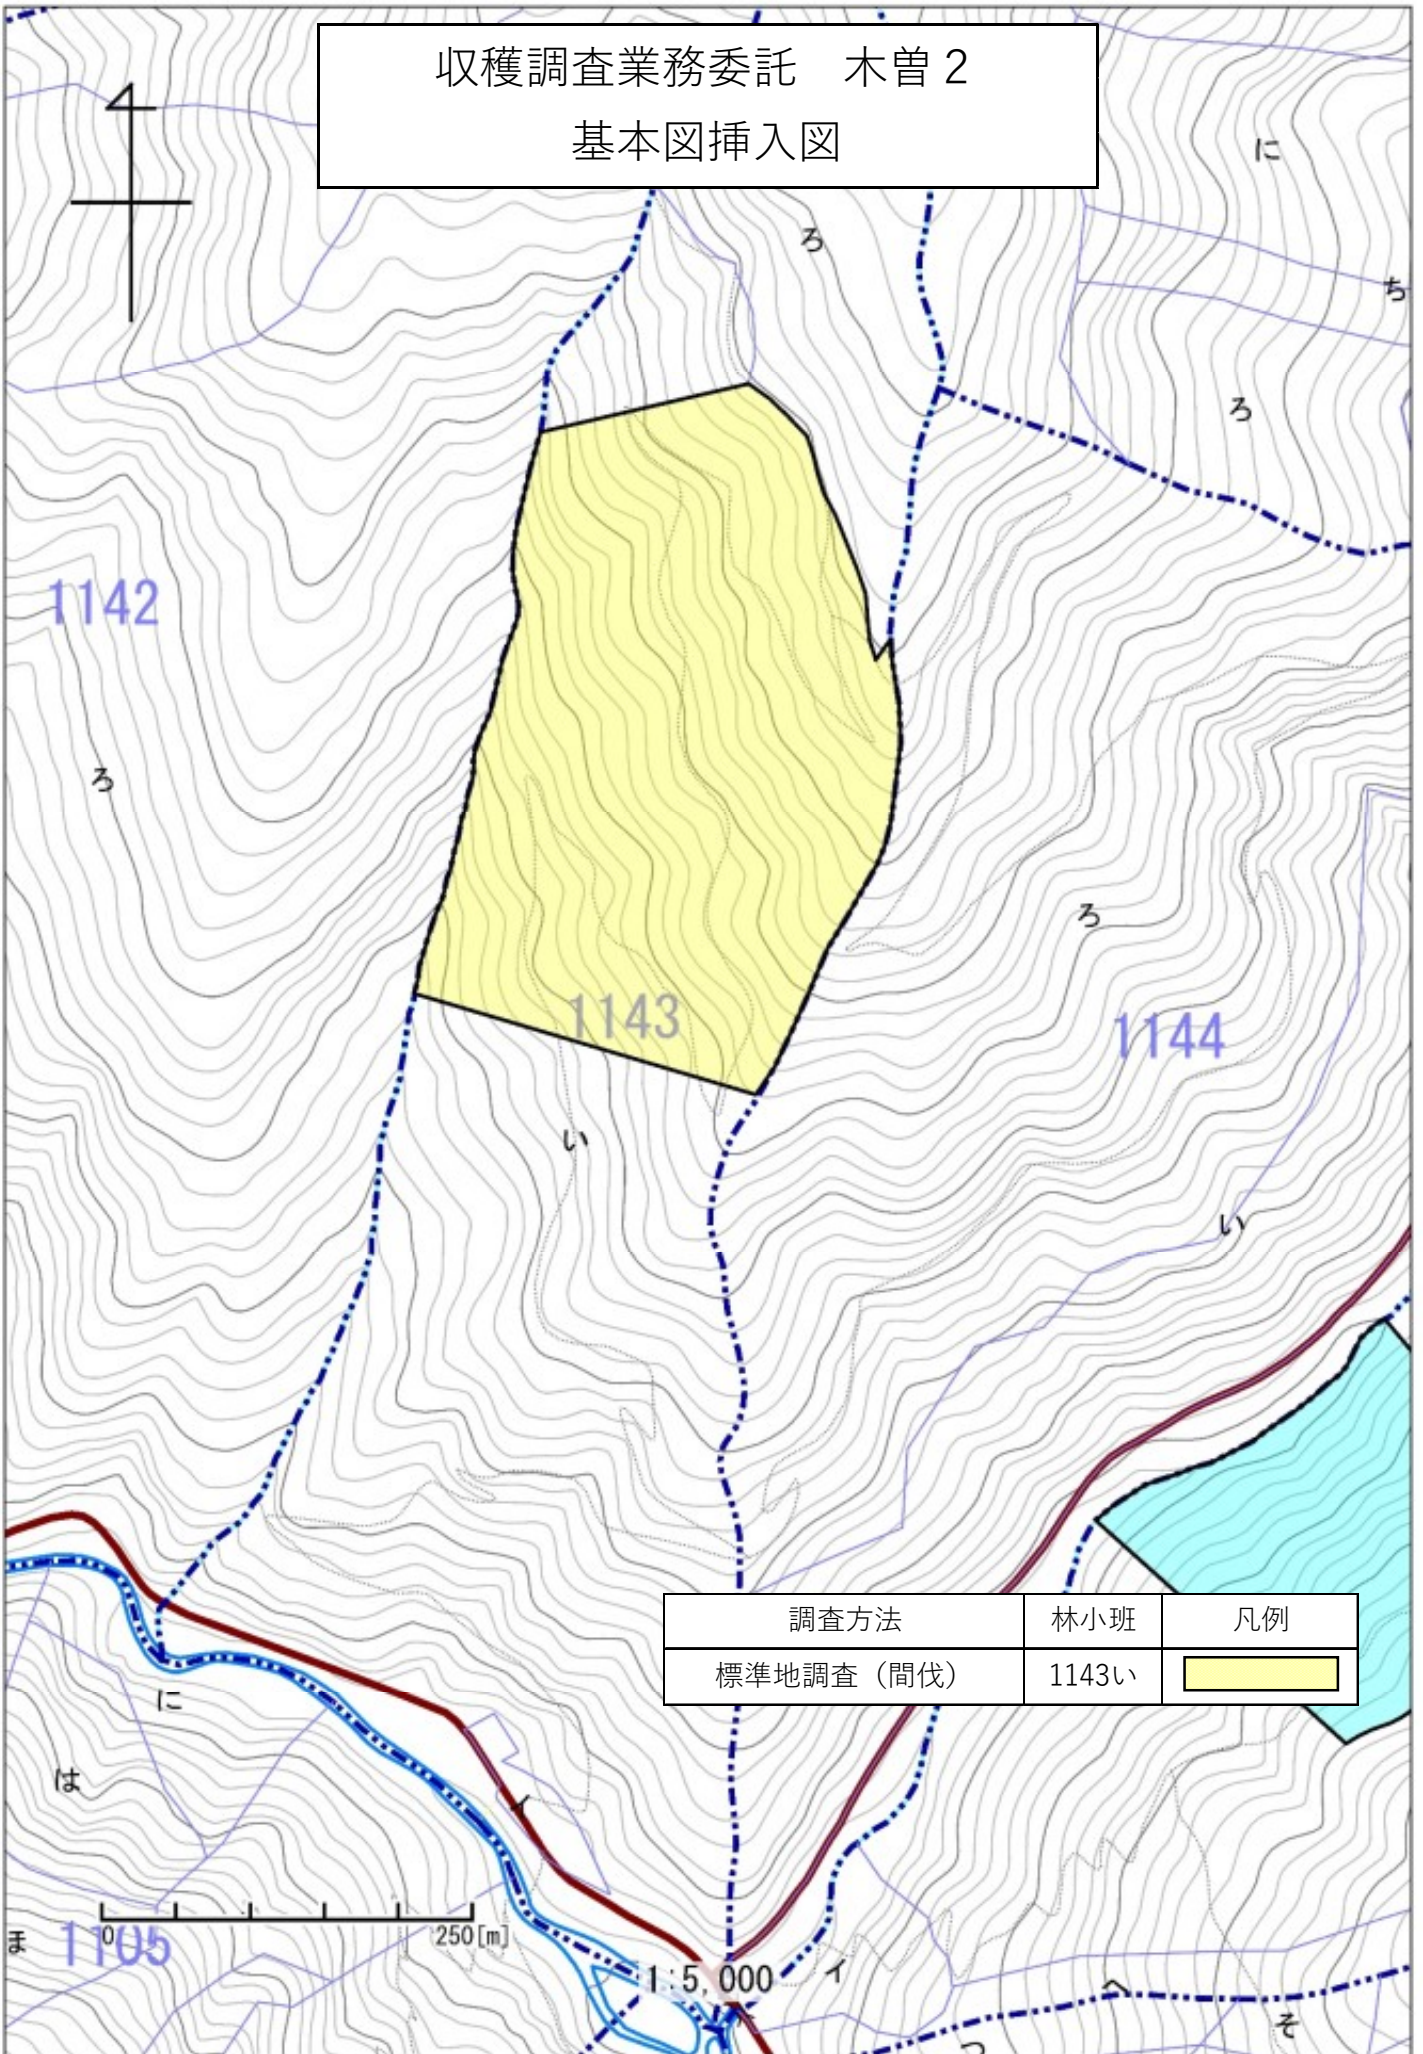 収穫調査業務委託　木曽２
基本図挿入図
に
ろ
ち
ろ
1142
ろ
ろ
1143
1144
い
い
調査方法	林小班	凡例
標準地調査（間伐）	1143い
に
は
イ
ま
1105
0	250[m]
1:5,000
イ
へ
そ
つ